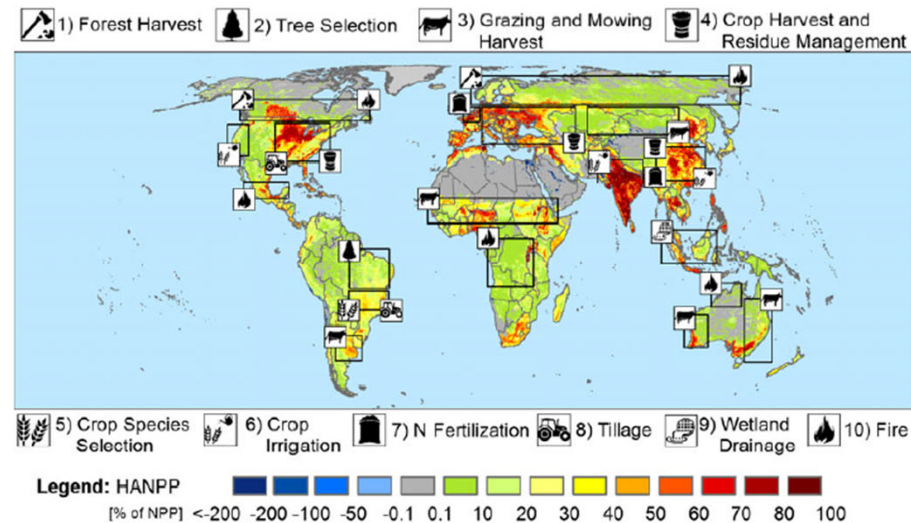 1) Forest Harvest 2) Tree Selection 3) Grazing and Mowing Harvest 4) Crop Harvest and Residue Management
5) Crop Species Selection 6) Crop Irrigation 7) N Fertilization 8) Tillage 9) Wetland Drainage 10) Fire
Legend: HANPP
[% of NPP] <-200 -200 -100 -50 -0.1 0.1 10 20 30 40 50 60 70 80 100